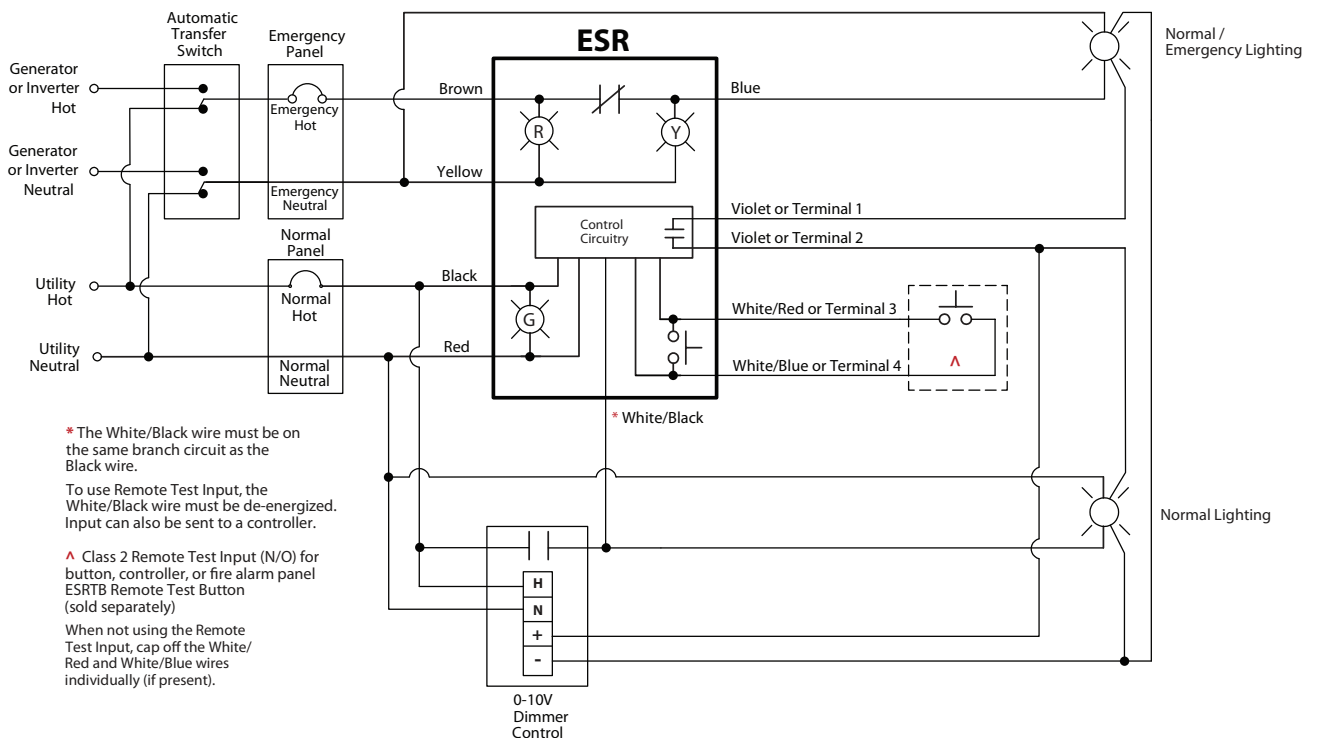 Automatic
Transfer
Switch
Emergency
Panel
ESR
Normal /
Emergency Lighting
Generator
or Inverter
Hot
Brown
Blue
Emergency
Hot
R
Y
Generator
or Inverter
Neutral
Yellow
Emergency
Neutral
Violet or Terminal 1
Control
Circuitry
Violet or Terminal 2
Normal
Panel
Utility
Hot
Black
Normal
Hot
G
White/Red or Terminal 3
Utility
Neutral
Red
Normal
Neutral
White/Blue or Terminal 4
^
* White/Black
* The White/Black wire must be on
the same branch circuit as the
Black wire.
To use Remote Test Input, the
White/Black wire must be de-energized.
Input can also be sent to a controller.
^ Class 2 Remote Test Input (N/O) for
button, controller, or fire alarm panel
ESRTB Remote Test Button
(sold separately)
When not using the Remote
Test Input, cap off the White/
Red and White/Blue wires
individually (if present).
Normal Lighting
H
N
+
-
0-10V
Dimmer
Control